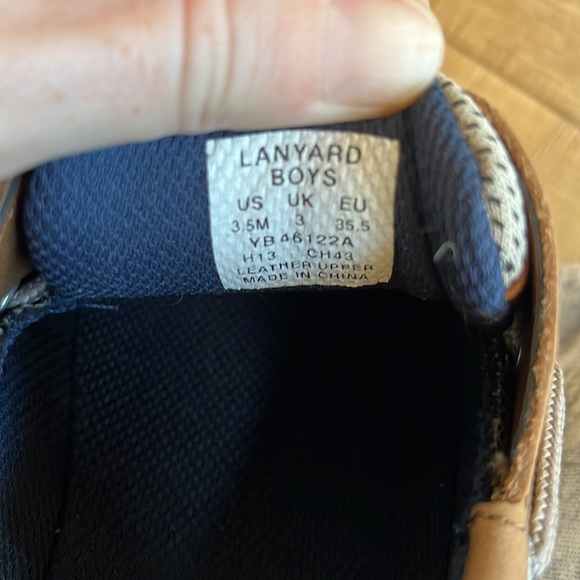 LANYARD
BOYS
US UK EU
3.5M 3 35.5
YB46122A
H13 CH43
LEATHER UPPER
MADE IN CHINA